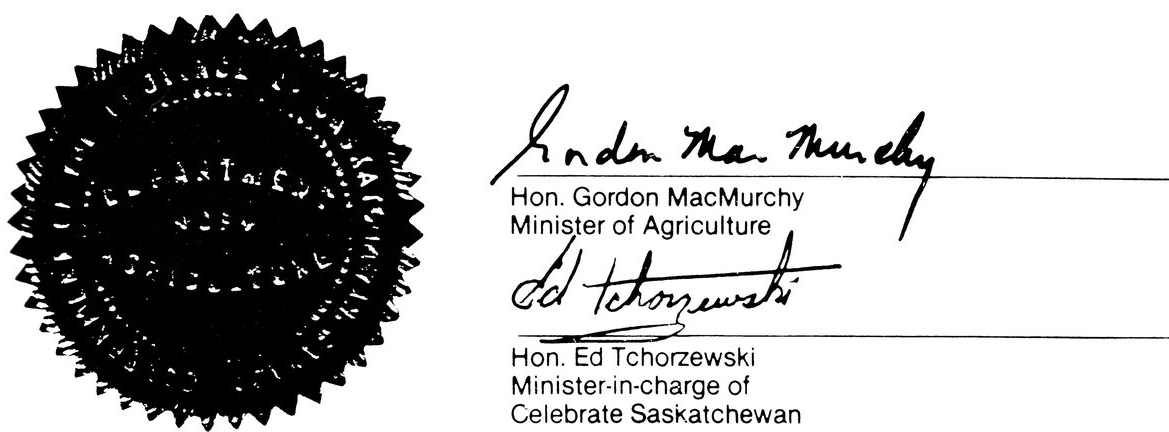 Gordon MacMurchy
Hon. Gordon MacMurchy
Minister of Agriculture
Ed Tchorzewski
Hon. Ed Tchorzewski
Minister-in-charge of
Celebrate Saskatchewan